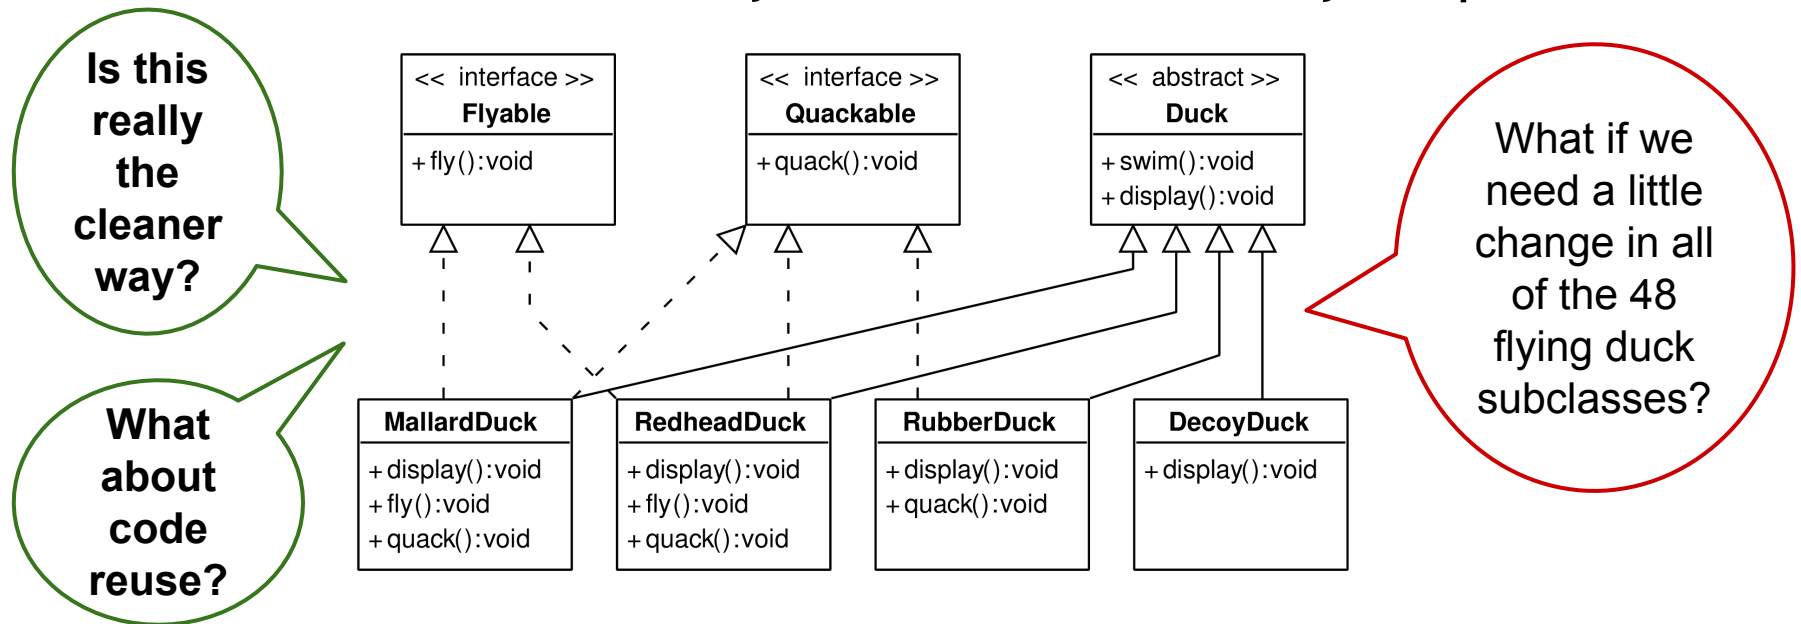 Is this
really
the
cleaner
way?
What
about
code
reuse?
<< interface >>
Flyable
+ fly():void
<< interface >>
Quackable
+ quack():void
<< abstract >>
Duck
+ swim():void
+ display():void
MallardDuck
+ display():void
+ fly():void
+ quack():void
RedheadDuck
+ display():void
+ fly():void
+ quack():void
RubberDuck
+ display():void
+ quack():void
DecoyDuck
+ display():void
What if we
need a little
change in all
of the 48
flying duck
subclasses?